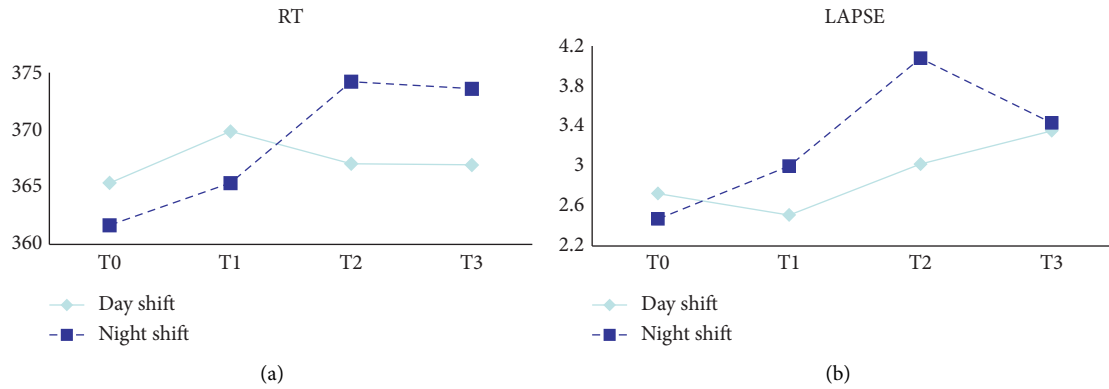 RT
375
370
365
360
T0 T1 T2 T3
Day shift
Night shift
(a)
LAPSE
4.2
3.8
3.4
3
2.6
2.2
T0 T1 T2 T3
Day shift
Night shift
(b)